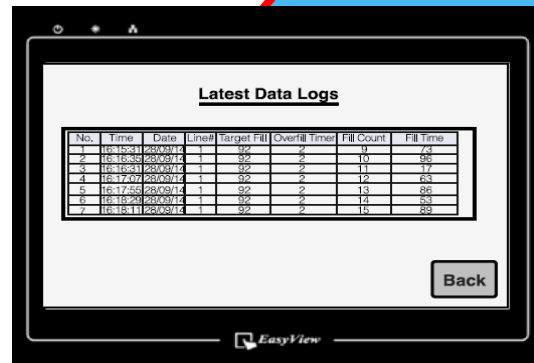 Latest Data Logs
No. Time Date Line# Target Fill Overfill Timer Fill Count Fill Time
1 16:15:31 28/09/14 1 92 2 9 73
2 16:16:35 28/09/14 1 92 2 10 96
3 16:16:31 28/09/14 1 92 2 11 17
4 16:17:07 28/09/14 1 92 2 12 63
5 16:17:55 28/09/14 1 92 2 13 86
6 16:18:29 28/09/14 1 92 2 14 53
7 16:18:11 28/09/14 1 92 2 15 89
Back
EasyView